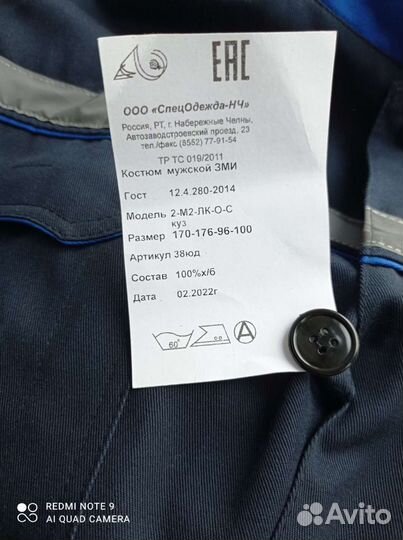 EAC
ООО «СпецОдежда-НЧ»
Россия, РТ, г. Набережные Челны,
Автозаводстроевский проезд, 23
тел./факс (8552) 77-91-54
ТР ТС 019/2011
Костюм мужской ЗМИ
Гост 12.4.280-2014
Модель 2-М2-ЛК-О-С
куз
Размер 170-176-96-100
Артикул 38юд
Состав 100%х/б
Дата 02.2022г
60° A
REDMI NOTE 9
AI QUAD CAMERA
Avito